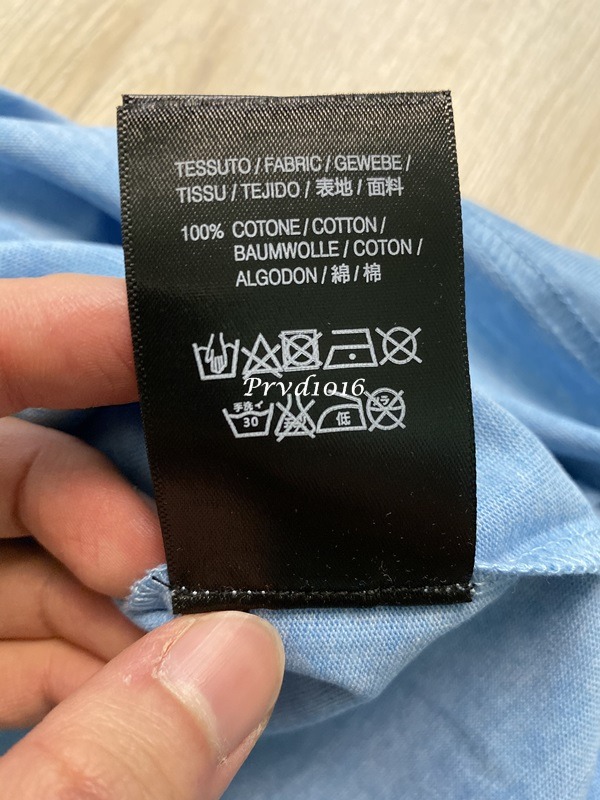 TESSUTO / FABRIC / GEWEBE /
TISSU / TEJIDO / 表地 / 面料
100% COTONE / COTTON /
BAUMWOLLE / COTON /
ALGODON / 綿 / 棉
Prvd1016
手洗イ
30
低